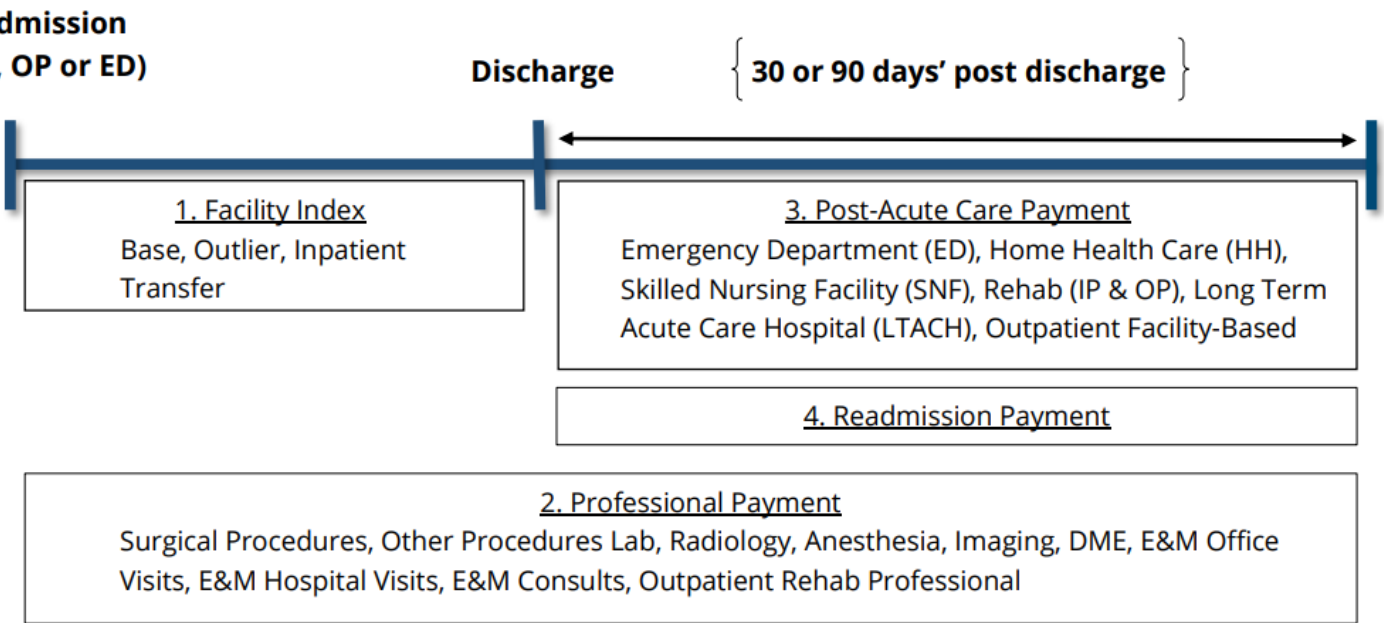 dmission
, OP or ED)
Discharge
{ 30 or 90 days’ post discharge }
1. Facility Index
Base, Outlier, Inpatient
Transfer
3. Post-Acute Care Payment
Emergency Department (ED), Home Health Care (HH),
Skilled Nursing Facility (SNF), Rehab (IP & OP), Long Term
Acute Care Hospital (LTACH), Outpatient Facility-Based
4. Readmission Payment
2. Professional Payment
Surgical Procedures, Other Procedures Lab, Radiology, Anesthesia, Imaging, DME, E&M Office
Visits, E&M Hospital Visits, E&M Consults, Outpatient Rehab Professional